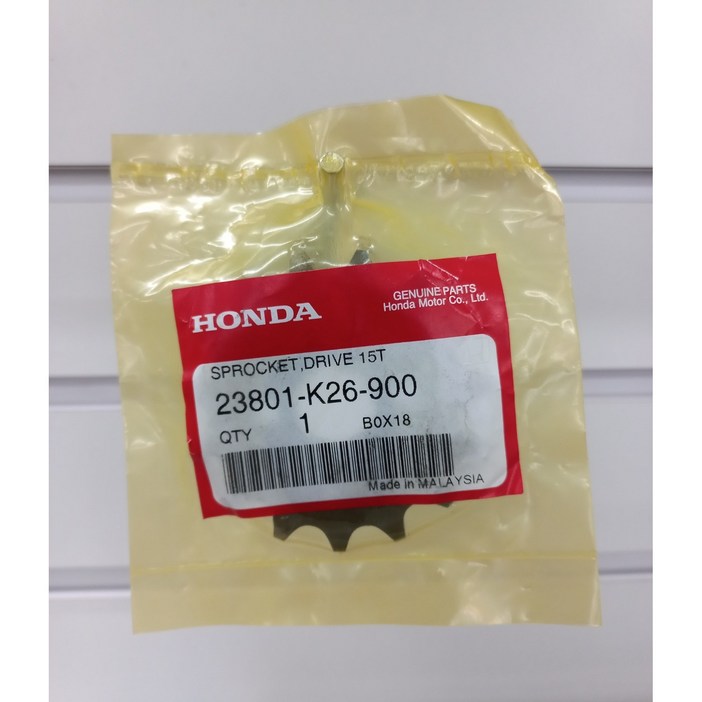 HONDA
GENUINE PARTS
Honda Motor Co., Ltd.
SPROCKET,DRIVE 15T
23801-K26-900
QTY 1 B0X18
Made in MALAYSIA